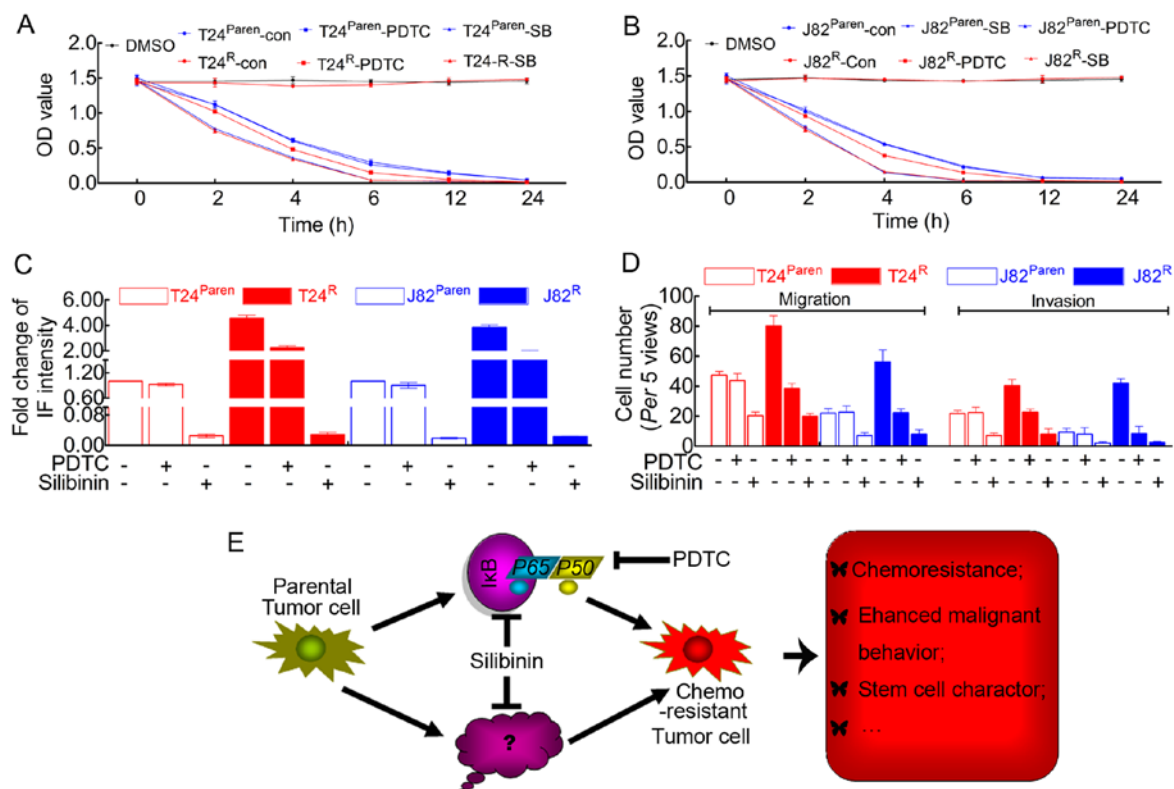 A
DMSO
T24Paren-con
T24Paren-PDTC
T24Paren-SB
T24R-con
T24R-PDTC
T24-R-SB
OD value
2.0
1.5
1.0
0.5
0.0
0 2 4 6 12 24
Time (h)
B
DMSO
J82Paren-con
J82Paren-SB
J82Paren-PDTC
J82R-Con
J82R-PDTC
J82R-SB
OD value
2.0
1.5
1.0
0.5
0.0
0 2 4 6 12 24
Time (h)
C
T24Paren T24R J82Paren J82R
Fold change of
IF intensity
6.00
4.00
2.00
1.20
0.60
0.08
0.00
PDTC - + - - + - - + - - + -
Silibinin - - + - - + - - + - - +
D
T24Paren T24R J82Paren J82R
Migration Invasion
Cell number
(Per 5 views)
100
80
60
40
20
0
PDTC - + - - + - - + - - + - - + - - + - - + - - + -
Silibinin - - + - - + - - + - - + - - + - - + - - + - - +
E
Parental
Tumor cell
IκB
P65 P50
PDTC
Silibinin
?
Chemo
-resistant
Tumor cell
Chemoresistance;
Ehanced malignant
behavior;
Stem cell charactor;
...